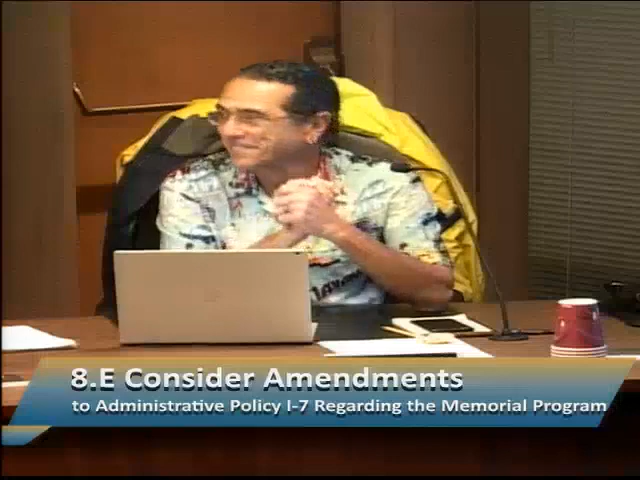 8.E Consider Amendments
to Administrative Policy I-7 Regarding the Memorial Program